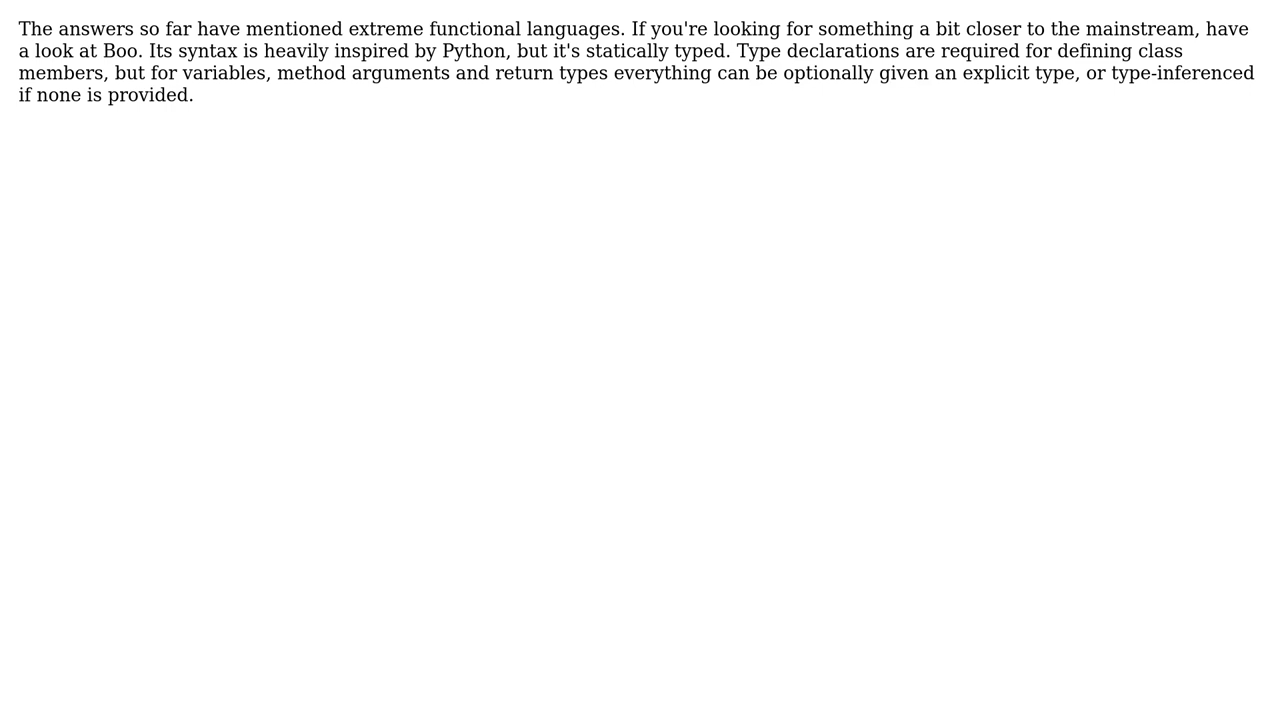 The answers so far have mentioned extreme functional languages. If you're looking for something a bit closer to the mainstream, have
a look at Boo. Its syntax is heavily inspired by Python, but it's statically typed. Type declarations are required for defining class
members, but for variables, method arguments and return types everything can be optionally given an explicit type, or type-inferenced
if none is provided.